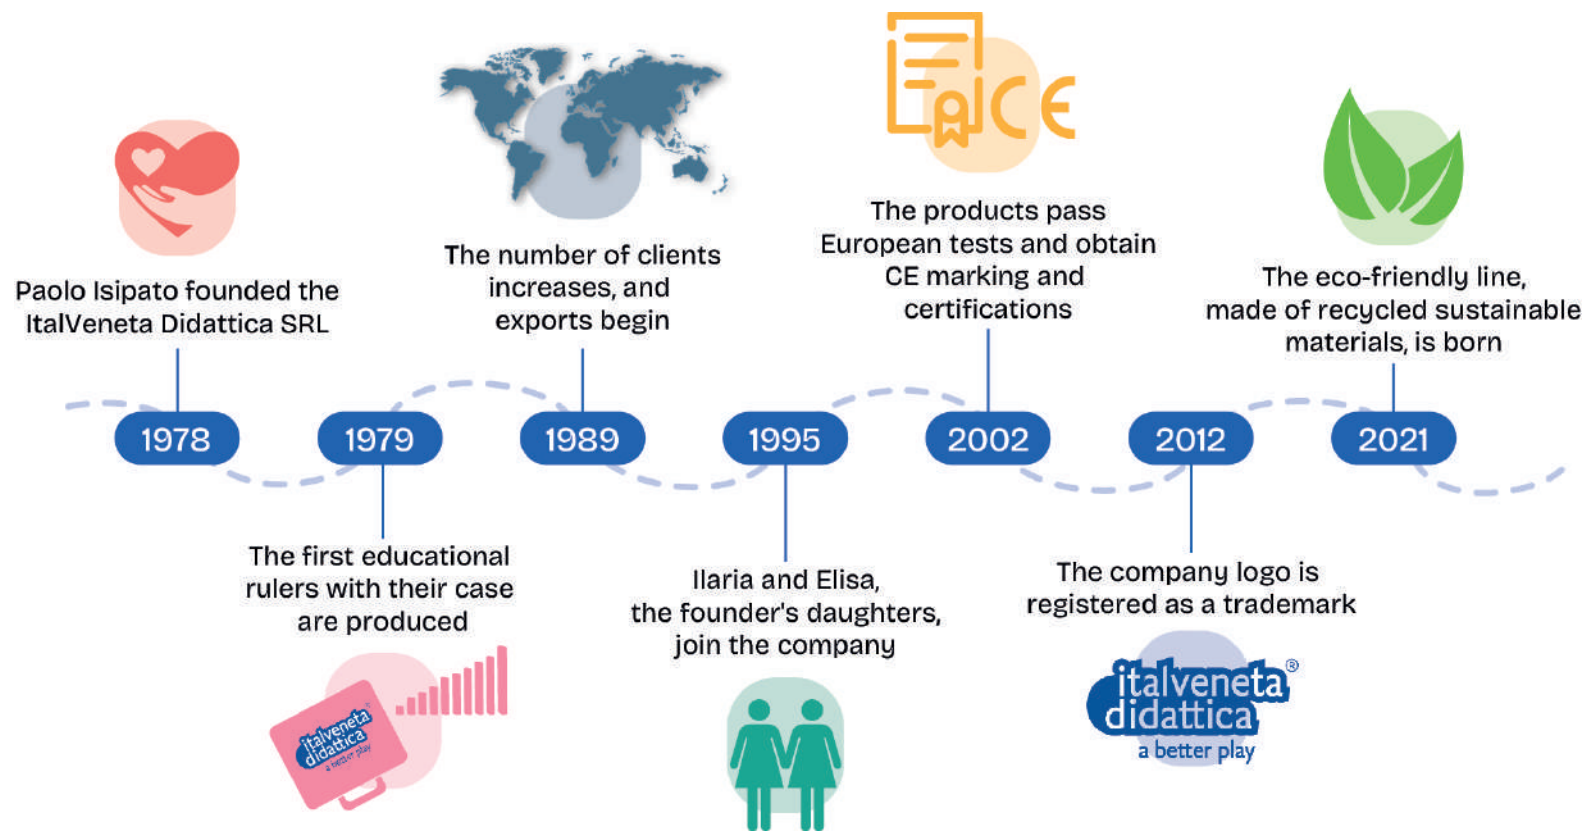 Paolo Isipato founded the
ItalVeneta Didattica SRL
1978
1979
The first educational
rulers with their case
are produced
italveneta
didattica
®
a better play
The number of clients
increases, and
exports begin
1989
1995
Ilaria and Elisa,
the founder's daughters,
join the company
CE
The products pass
European tests and obtain
CE marking and
certifications
2002
2012
The company logo is
registered as a trademark
italveneta®
didattica
a better play
The eco-friendly line,
made of recycled sustainable
materials, is born
2021